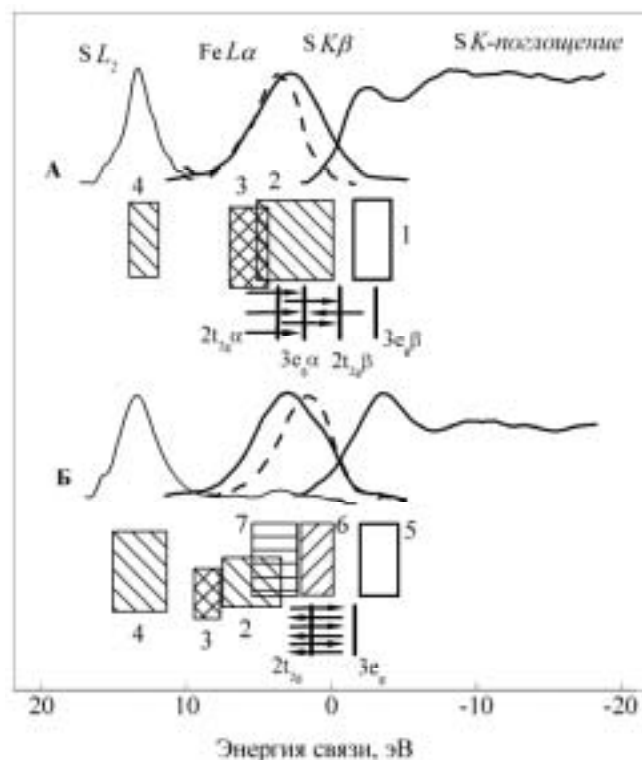 S L₂ Fe Lα S Kβ S K-поглощение
А
4 3 2 1
2t₂gα 3egα 2t₂gβ 3egβ
Б
7 6 5
4 3 2
2t₂g 3eg
20 10 0 -10 -20
Энергия связи, эВ